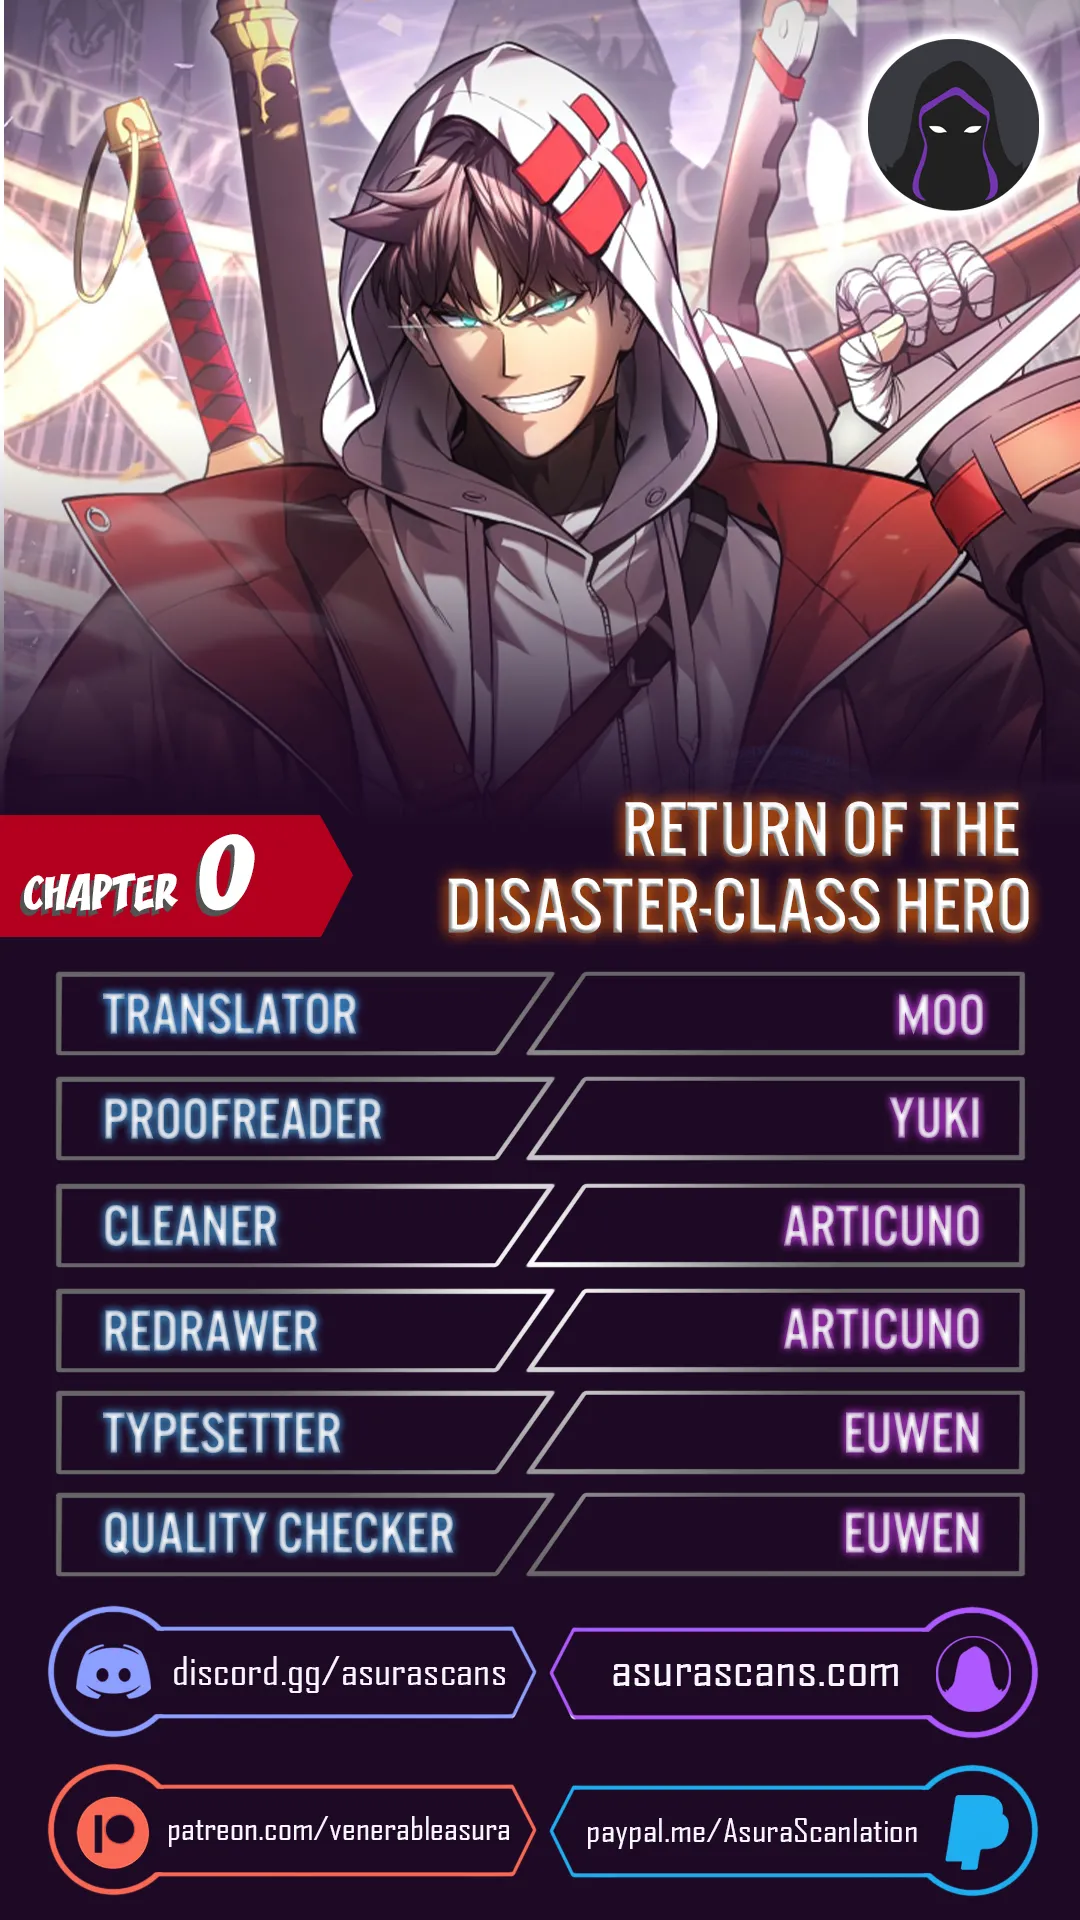 RETURN OF THE
DISASTER-CLASS HERO
CHAPTER 0
TRANSLATOR MOO
PROOFREADER YUKI
CLEANER ARTICUNO
REDRAWER ARTICUNO
TYPESETTER EUWEN
QUALITY CHECKER EUWEN
discord.gg/asurascans
asurascans.com
patreon.com/venerableasura
paypal.me/AsuraScanlation